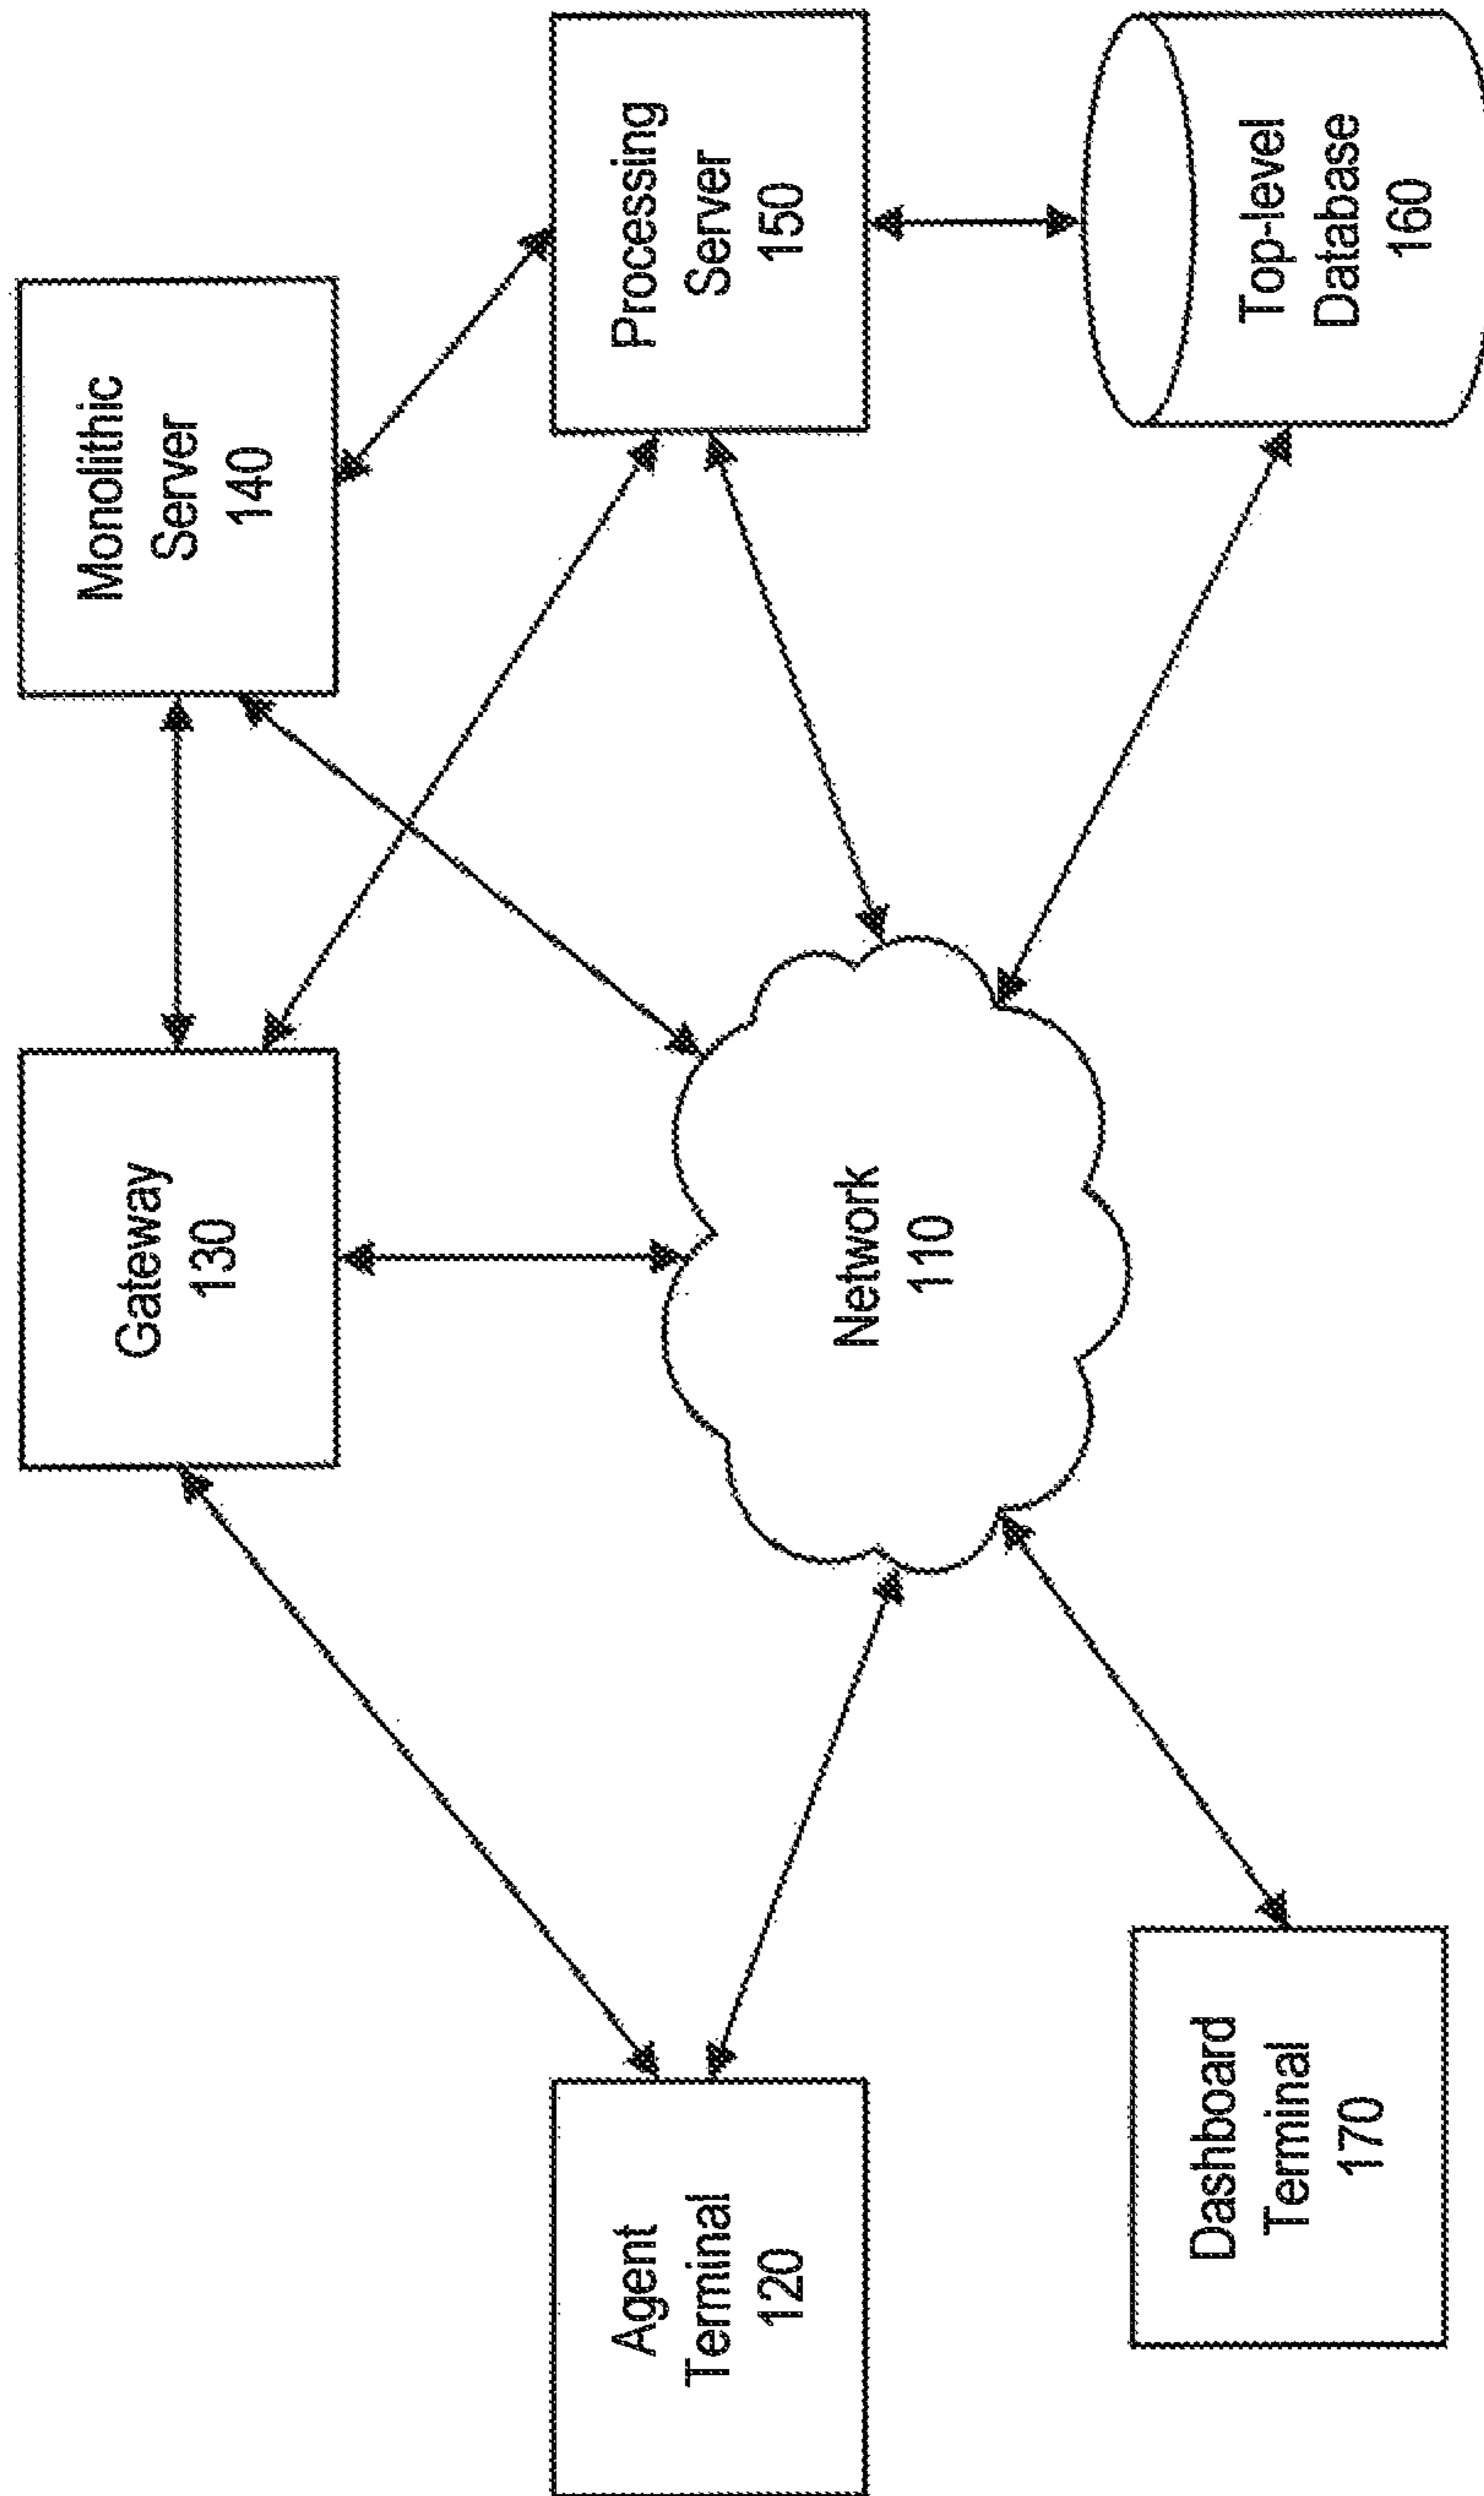 Gateway
130
Monolithic
Server
140
Agent
Terminal
120
Network
110
Processing
Server
150
Dashboard
Terminal
170
Top-level
Database
160